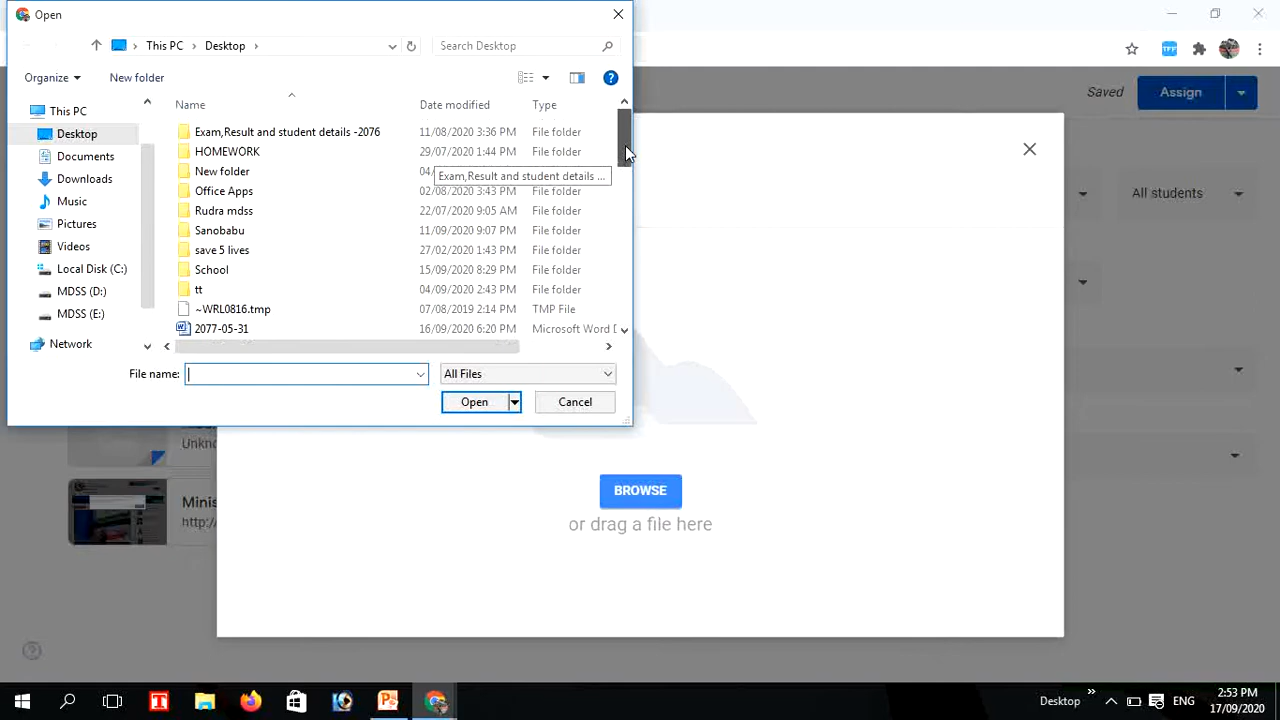 Open
This PC
Desktop
Search Desktop
Organize
New folder
Name
Date modified
Type
This PC
Desktop
Documents
Downloads
Music
Pictures
Videos
Local Disk (C:)
MDSS (D:)
MDSS (E:)
Network
Exam,Result and student details -2076 11/08/2020 3:36 PM File folder
HOMEWORK 29/07/2020 1:44 PM File folder
New folder 04/
Exam,Result and student details ...
Office Apps 02/08/2020 3:43 PM File folder
Rudra mdss 22/07/2020 9:05 AM File folder
Sanobabu 11/09/2020 9:07 PM File folder
save 5 lives 27/02/2020 1:43 PM File folder
School 15/09/2020 8:29 PM File folder
tt 04/09/2020 2:43 PM File folder
~WRL0816.tmp 07/08/2019 2:14 PM TMP File
2077-05-31 16/09/2020 6:20 PM Microsoft Word
File name:
All Files
Open
Cancel
Saved
Assign
All students
BROWSE
or drag a file here
Unkno
Minis
http:/
TFF
Desktop
ENG
2:53 PM
17/09/2020